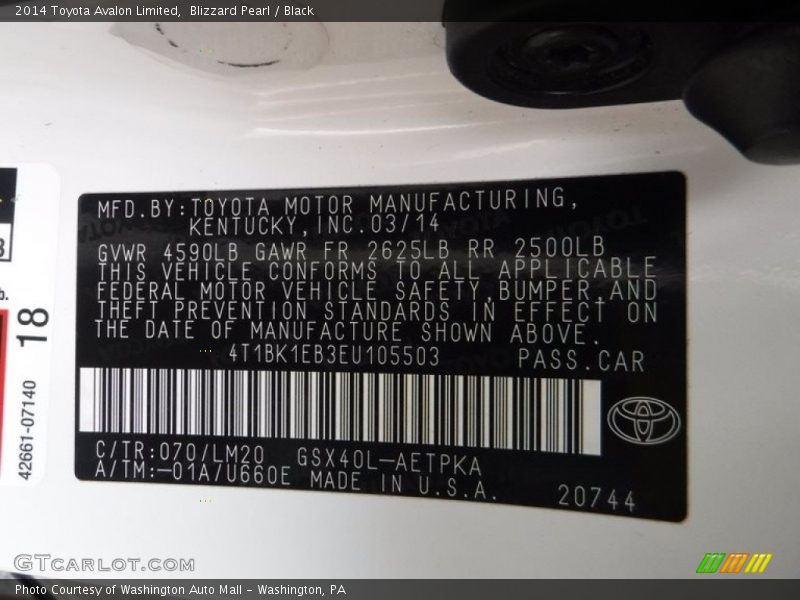 2014 Toyota Avalon Limited, Blizzard Pearl / Black
MFD.BY:TOYOTA MOTOR MANUFACTURING,
KENTUCKY,INC.03/14
GVWR 4590LB GAWR FR 2625LB RR 2500LB
THIS VEHICLE CONFORMS TO ALL APPLICABLE
FEDERAL MOTOR VEHICLE SAFETY,BUMPER,AND
THEFT PREVENTION STANDARDS IN EFFECT ON
THE DATE OF MANUFACTURE SHOWN ABOVE.
4T1BK1EB3EU105503 PASS.CAR
C/TR:070/LM20 GSX40L-AETPKA
A/TM:-01A/U660E MADE IN U.S.A.
20744
18
42661-07140
GTCARLOT.COM
Photo Courtesy of Washington Auto Mall - Washington, PA